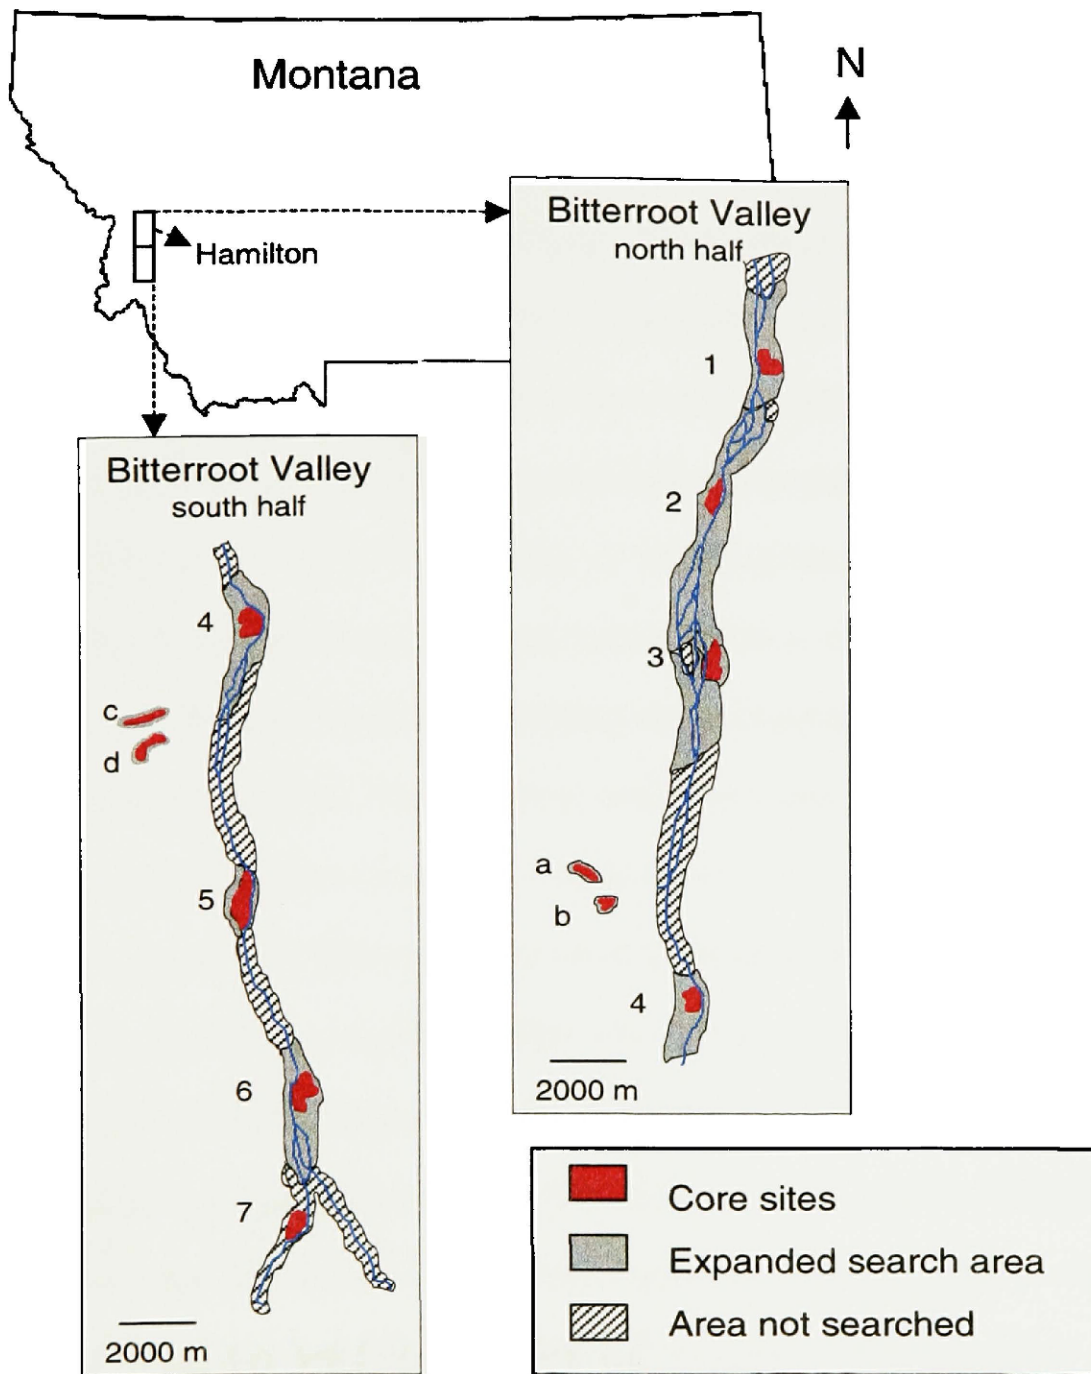 Montana
N
Hamilton
Bitterroot Valley
north half
1
2
3
a
b
4
2000 m
Bitterroot Valley
south half
4
c
d
5
6
7
2000 m
Core sites
Expanded search area
Area not searched